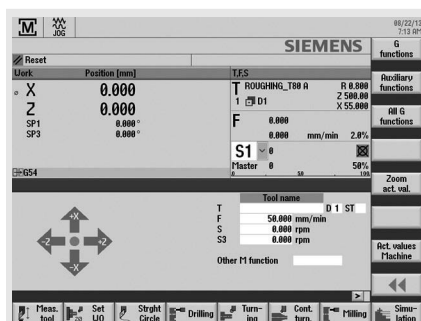 M JOG
08/22/13
7:13 AM
SIEMENS
Reset
Work Position [mm]
X 0.000
Z 0.000
SP1 0.000°
SP3 0.000°
G54
T,F,S
T ROUGHING_T80 A R 0.800
Z 500.00
1 D1 X 55.000
F 0.000
0.000 mm/min 2.0%
S1 0
Master 0 50%
0 50 100
Tool name
T D 1 ST
F 50.000 mm/min
S 0.000 rpm
S3 0.000 rpm
Other M function
+X
-Z +Z
-X
G functions
Auxiliary functions
All G functions
Zoom act. val.
Act. values Machine
Meas. tool
Set WO
Strght Circle
Drilling
Turn-ing
Cont. turn.
Milling
Simu-lation